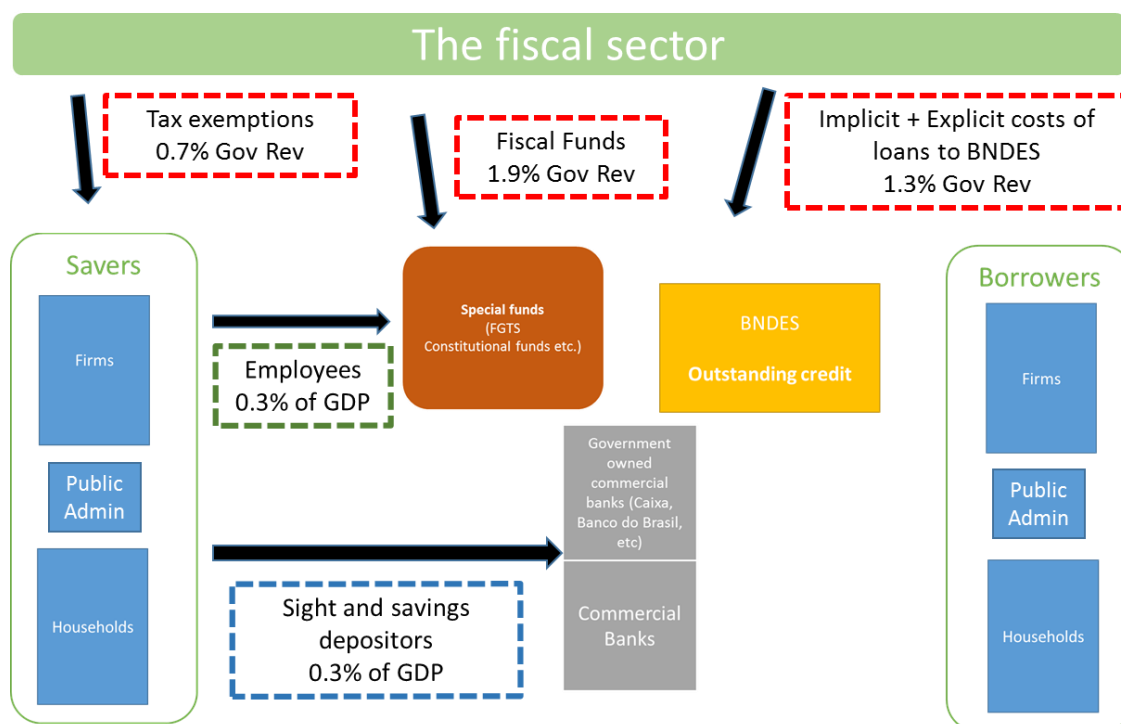 The fiscal sector
Tax exemptions
0.7% Gov Rev
Fiscal Funds
1.9% Gov Rev
Implicit + Explicit costs of
loans to BNDES
1.3% Gov Rev
Savers
Firms
Public
Admin
Households
Employees
0.3% of GDP
Sight and savings
depositors
0.3% of GDP
Special funds
(FGTS
Constitutional funds etc.)
BNDES
Outstanding credit
Government
owned
commercial
banks (Caixa,
Banco do Brasil,
etc)
Commercial
Banks
Borrowers
Firms
Public
Admin
Households